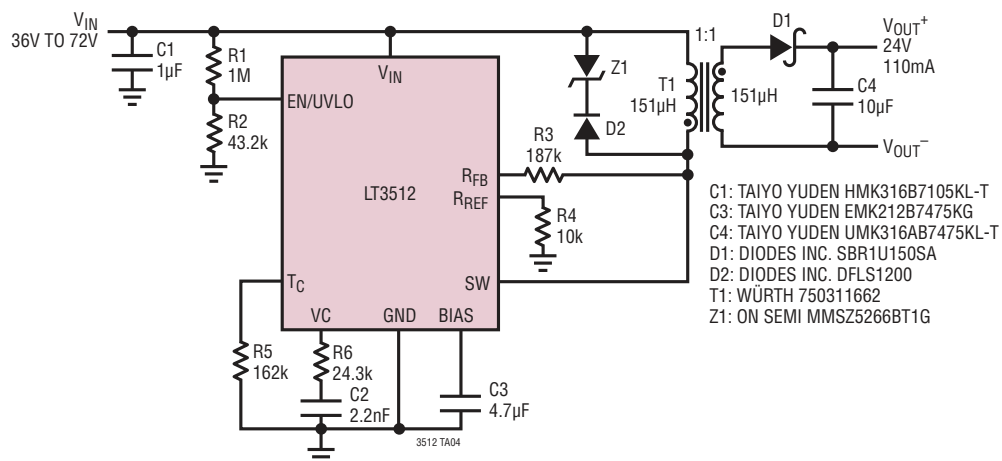 VIN
36V TO 72V
C1
1µF
R1
1M
R2
43.2k
VIN
EN/UVLO
LT3512
RFB
RREF
SW
TC
VC
GND
BIAS
Z1
D2
1:1
T1
151µH
151µH
D1
VOUT+
24V
110mA
C4
10µF
VOUT–
R3
187k
R4
10k
R5
162k
R6
24.3k
C2
2.2nF
C3
4.7µF
3512 TA04
C1: TAIYO YUDEN HMK316B7105KL-T
C3: TAIYO YUDEN EMK212B7475KG
C4: TAIYO YUDEN UMK316AB7475KL-T
D1: DIODES INC. SBR1U150SA
D2: DIODES INC. DFLS1200
T1: WÜRTH 750311662
Z1: ON SEMI MMSZ5266BT1G